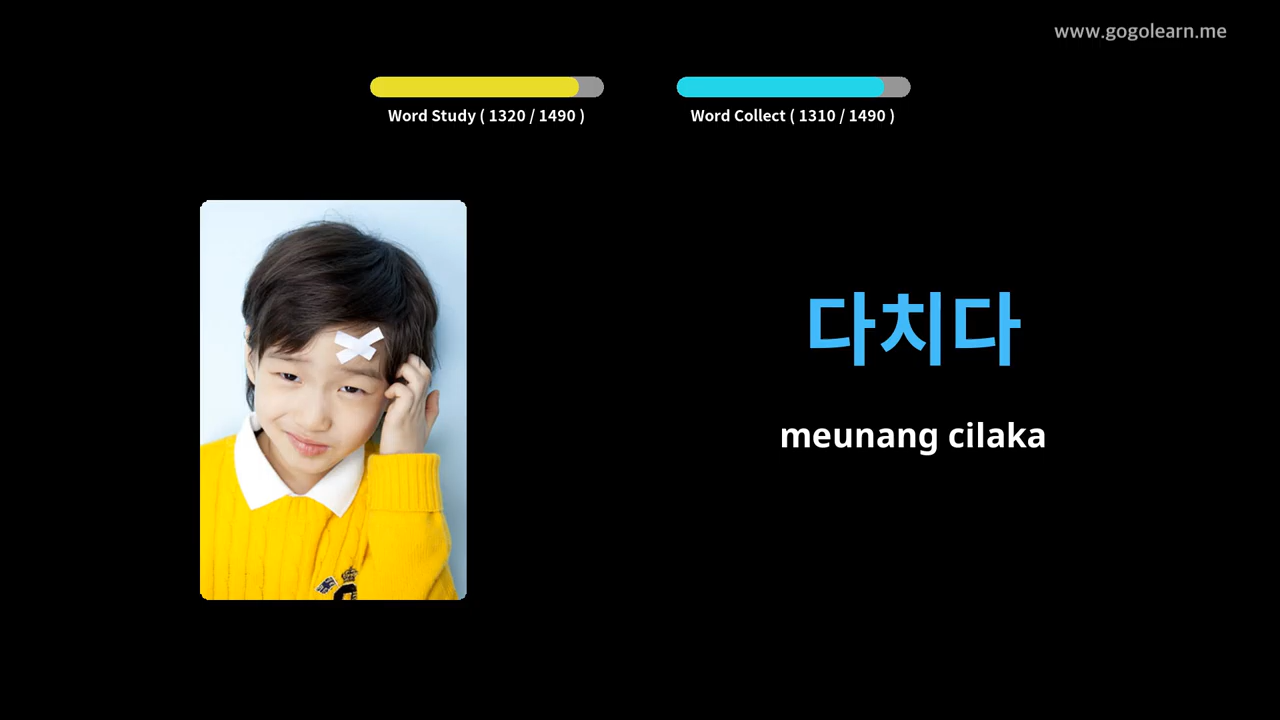 www.gogolearn.me
Word Study ( 1320 / 1490 )
Word Collect ( 1310 / 1490 )
다치다
meunang cilaka